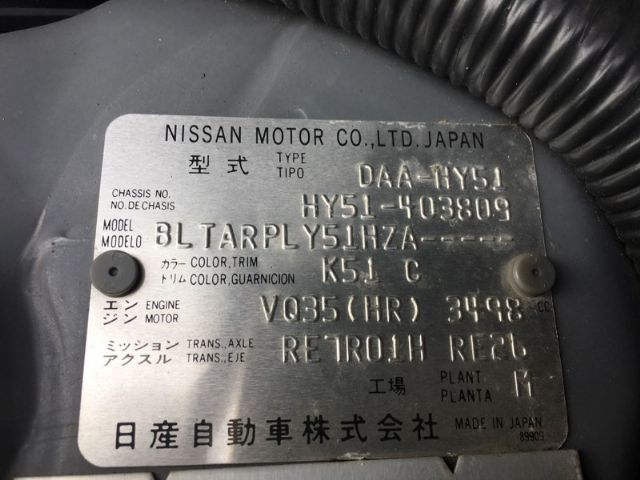 NISSAN MOTOR CO.,LTD. JAPAN
型式 TYPE TIPO DAA-HY51
CHASSIS NO. NO. DE CHASIS HY51-403809
MODEL MODELO BLTARPLY51HZA-----
カラー COLOR,TRIM トリム COLOR,GUARNICION K51 C
エンジン ENGINE MOTOR VQ35(HR) 3498 CC
ミッション TRANS.,AXLE アクスル TRANS.,EJE RE7R01H RE26
工場 PLANT PLANTA M
日産自動車株式会社 MADE IN JAPAN
89909